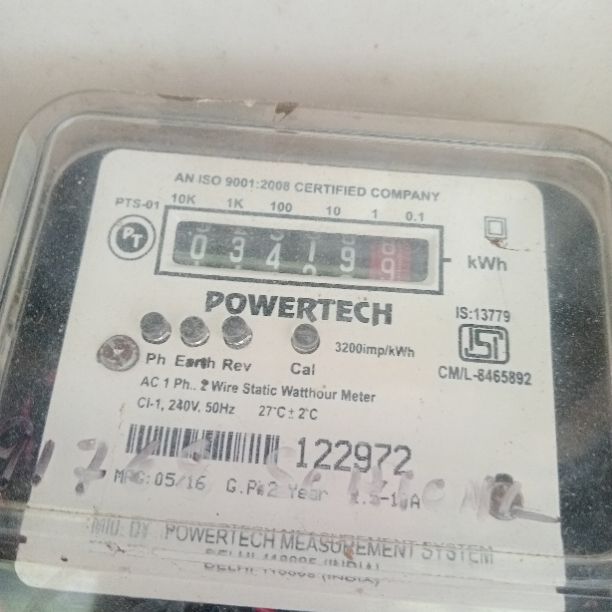 AN ISO 9001:2008 CERTIFIED COMPANY
PTS-01 10K 1K 100 10 1 0.1
PT
0 3 4 1 9 9
kWh
POWERTECH
IS:13779
ISI
3200imp/kWh
CM/L-8465892
Ph Earth Rev Cal
AC 1 Ph.. 2 Wire Static Watthour Meter
Cl-1, 240V, 50Hz 27°C ± 2°C
122972
MFG:05/16 G.P. 2 Year
POWERTECH MEASUREMENT SYSTEM
DELHI (INDIA)